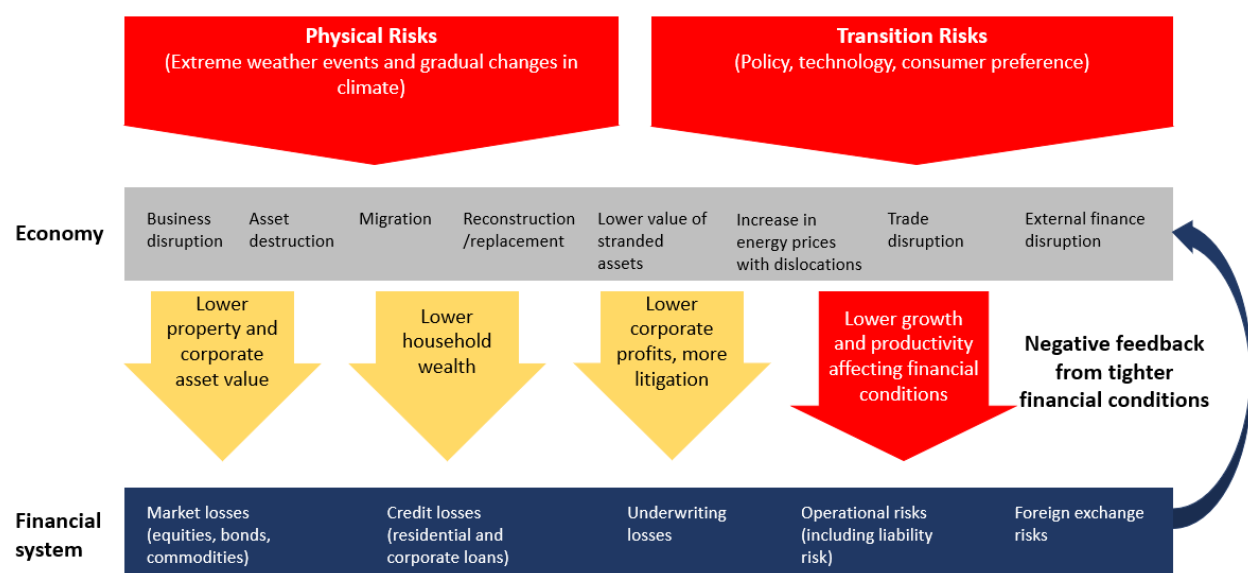 Physical Risks
(Extreme weather events and gradual changes in
climate)
Transition Risks
(Policy, technology, consumer preference)
Economy
Business
disruption
Asset
destruction
Migration
Reconstruction
/replacement
Lower value of
stranded
assets
Increase in
energy prices
with dislocations
Trade
disruption
External finance
disruption
Lower
property and
corporate
asset value
Lower
household
wealth
Lower
corporate
profits, more
litigation
Lower growth
and productivity
affecting financial
conditions
Negative feedback
from tighter
financial conditions
Financial
system
Market losses
(equities, bonds,
commodities)
Credit losses
(residential and
corporate loans)
Underwriting
losses
Operational risks
(including liability
risk)
Foreign exchange
risks